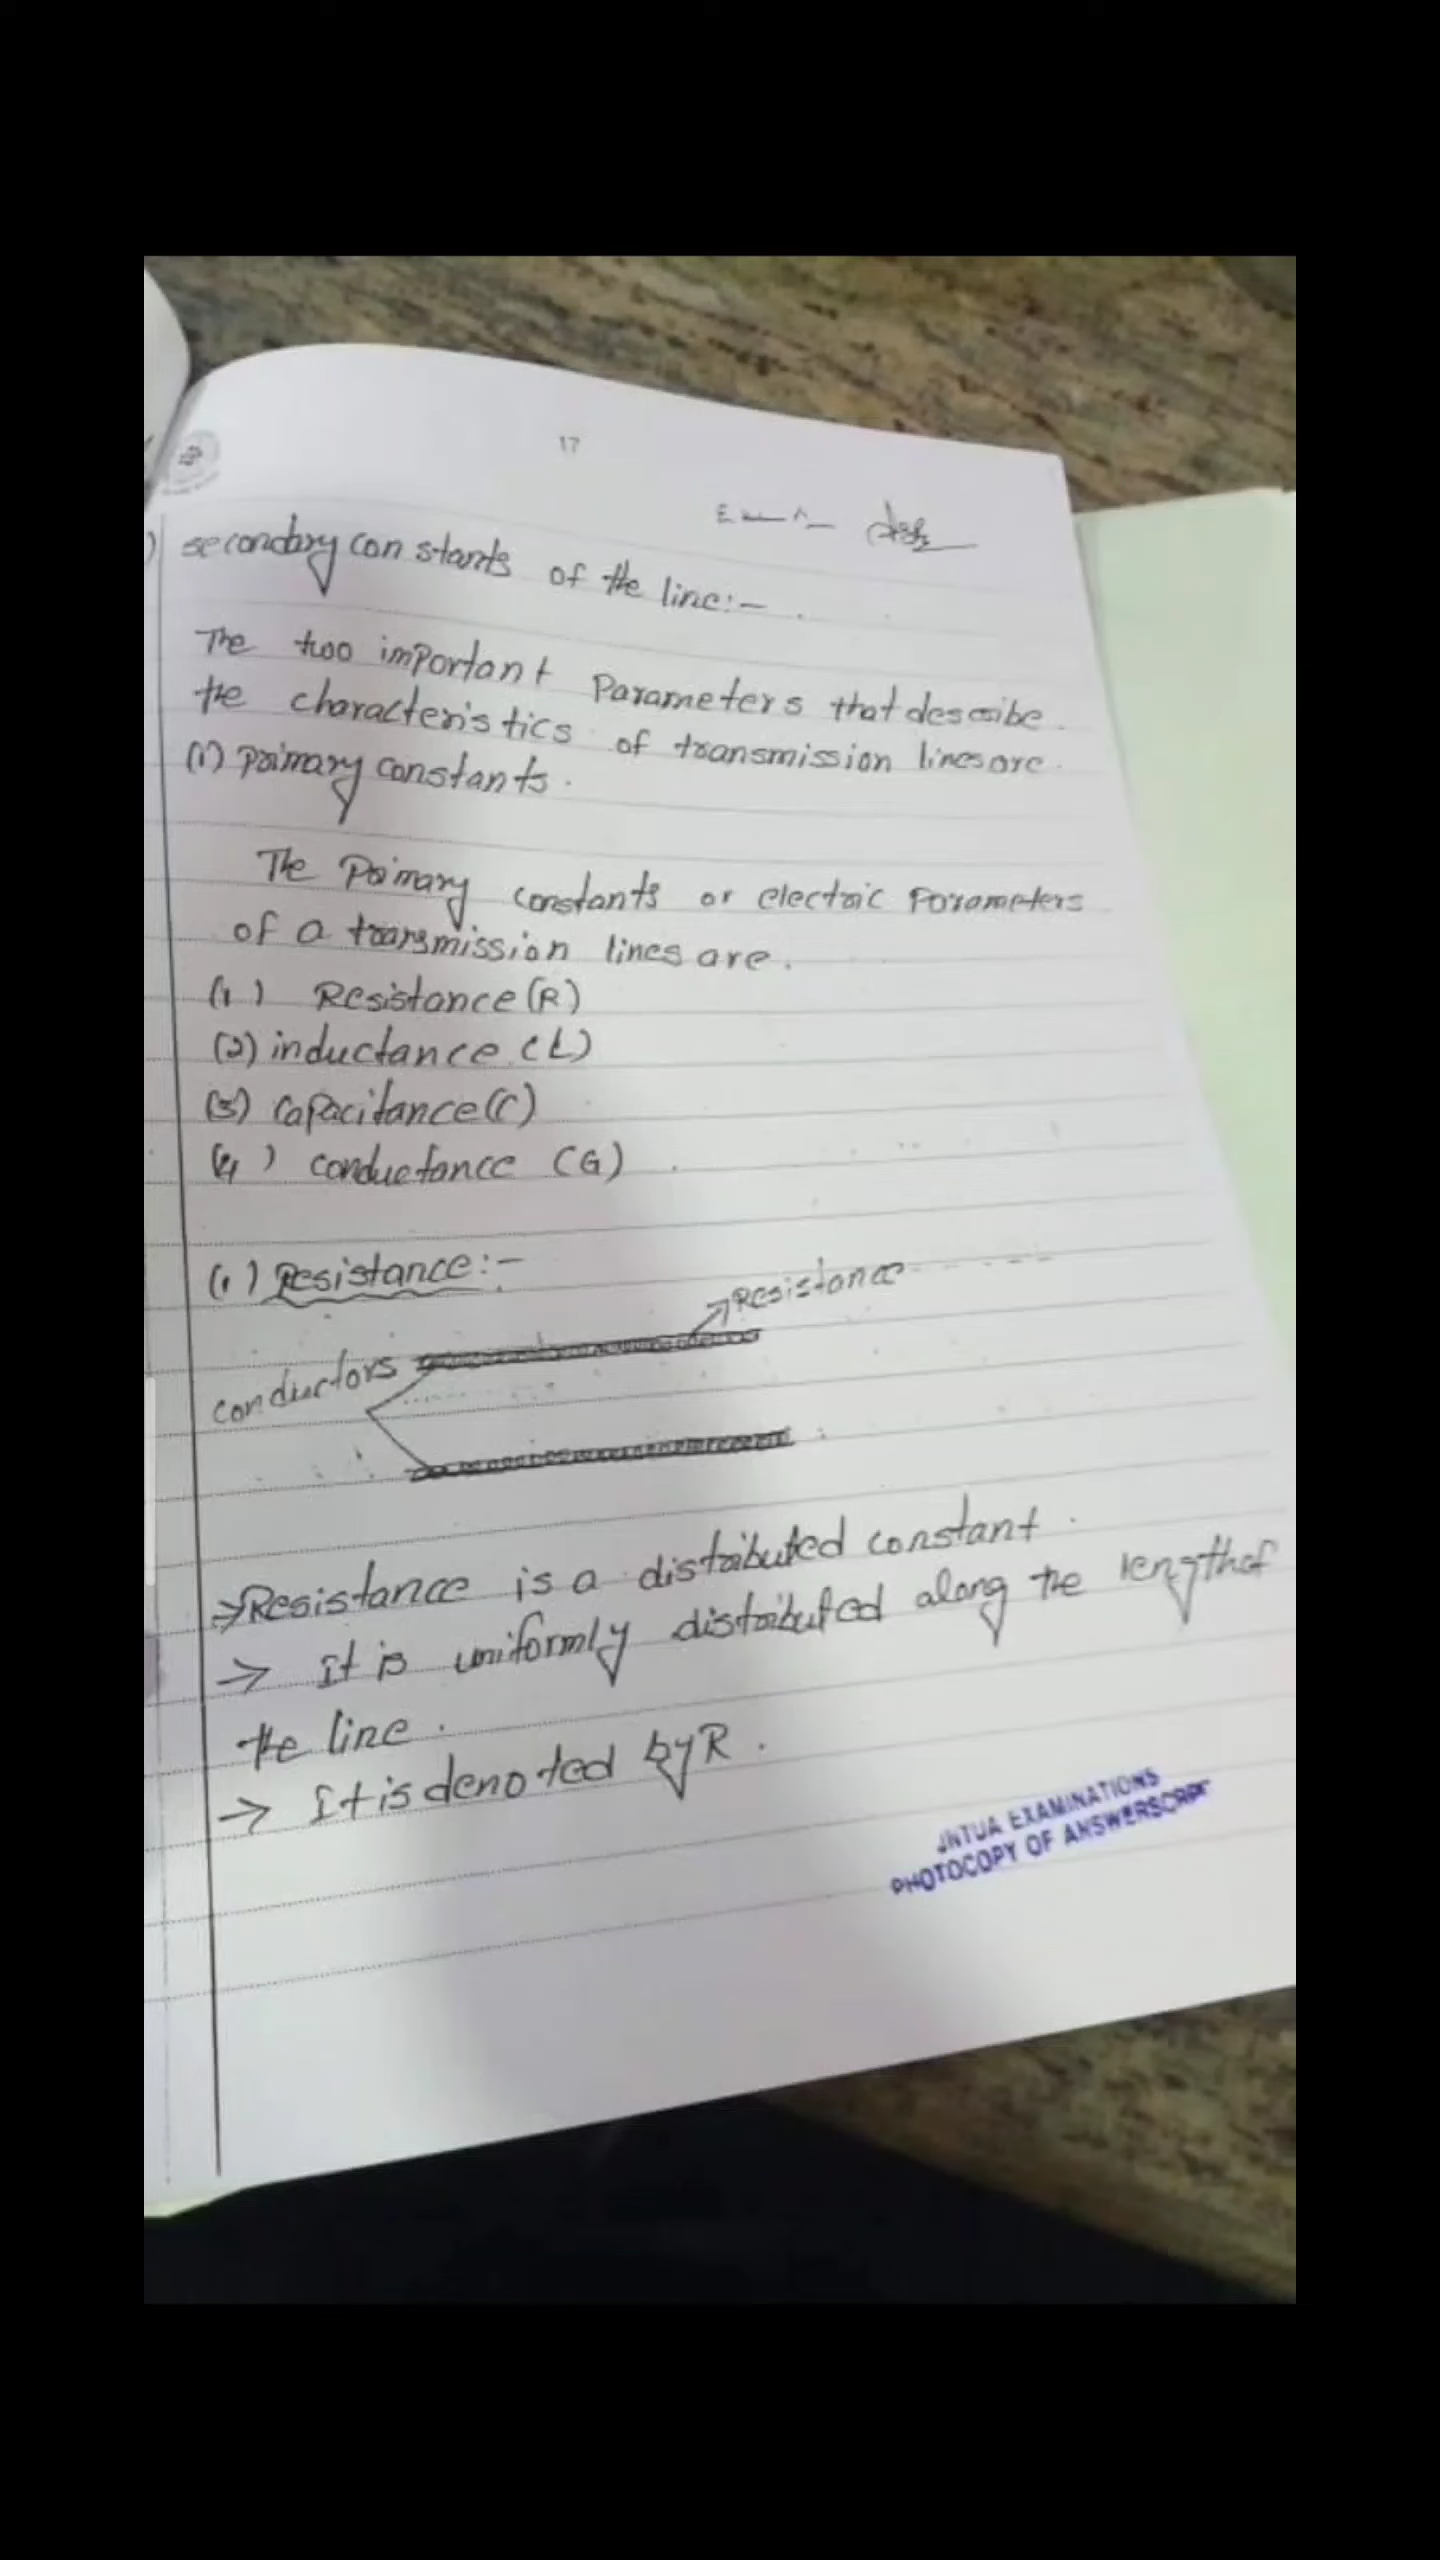 17
) secondary constants of the line:-
The two important Parameters that describe
the characteristics of transmission lines are
(1) primary constants.
The Primary constants or electric Parameters
of a transmission lines are.
(1) Resistance (R)
(2) inductance (L)
(3) Capacitance (C)
(4) conductance (G)
(1) Resistance:-
Resistance
conductors
→ Resistance is a distributed constant.
→ It is uniformly distributed along the length of
the line.
→ It is denoted by R.
JNTUA EXAMINATIONS
PHOTOCOPY OF ANSWERSCRIPT